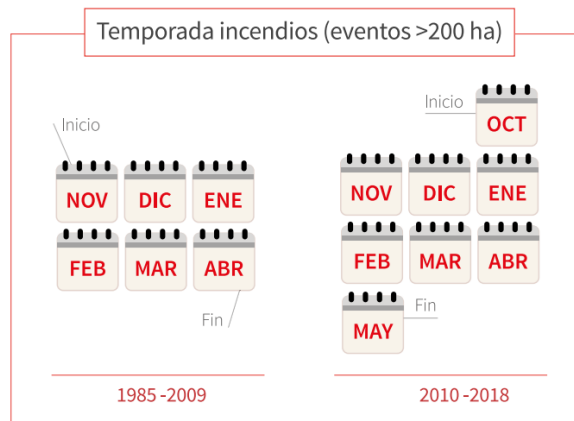 Temporada incendios (eventos >200 ha)
Inicio
NOV DIC ENE
FEB MAR ABR
Fin
1985 -2009
Inicio
OCT
NOV DIC ENE
FEB MAR ABR
MAY
Fin
2010 -2018